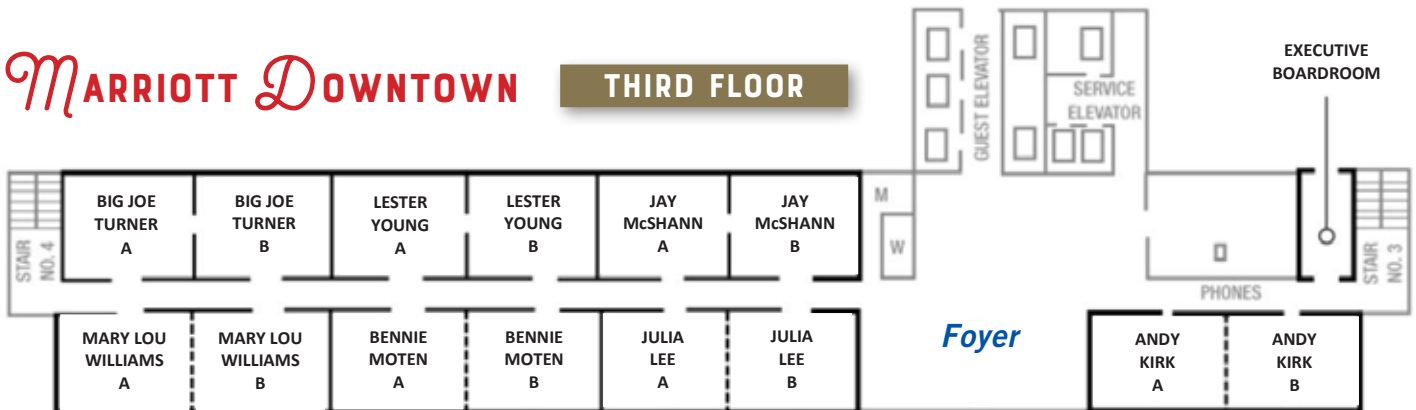 MARRIOTT DOWNTOWN
THIRD FLOOR
GUEST ELEVATOR
SERVICE
ELEVATOR
EXECUTIVE
BOARDROOM
STAIR
NO. 4
BIG JOE
TURNER
A
BIG JOE
TURNER
B
LESTER
YOUNG
A
LESTER
YOUNG
B
JAY
McSHANN
A
JAY
McSHANN
B
M
W
PHONES
STAIR
NO. 3
MARY LOU
WILLIAMS
A
MARY LOU
WILLIAMS
B
BENNIE
MOTEN
A
BENNIE
MOTEN
B
JULIA
LEE
A
JULIA
LEE
B
Foyer
ANDY
KIRK
A
ANDY
KIRK
B